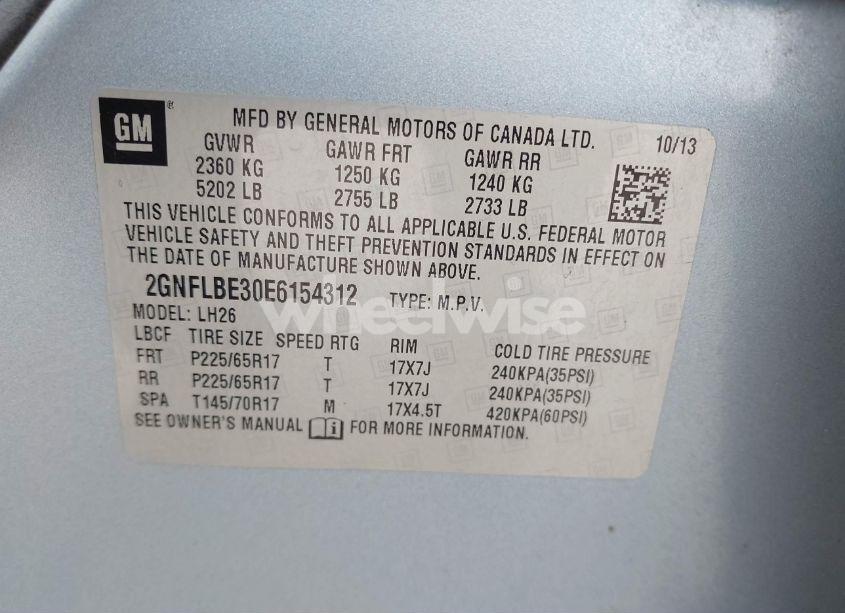 GM ®
MFD BY GENERAL MOTORS OF CANADA LTD. 10/13
GVWR GAWR FRT GAWR RR
2360 KG 1250 KG 1240 KG
5202 LB 2755 LB 2733 LB
THIS VEHICLE CONFORMS TO ALL APPLICABLE U.S. FEDERAL MOTOR
VEHICLE SAFETY AND THEFT PREVENTION STANDARDS IN EFFECT ON
THE DATE OF MANUFACTURE SHOWN ABOVE.
2GNFLBE30E6154312 TYPE: M.P.V.
wheelwise
MODEL: LH26
LBCF TIRE SIZE SPEED RTG RIM COLD TIRE PRESSURE
FRT P225/65R17 T 17X7J 240KPA(35PSI)
RR P225/65R17 T 17X7J 240KPA(35PSI)
SPA T145/70R17 M 17X4.5T 420KPA(60PSI)
SEE OWNER'S MANUAL i FOR MORE INFORMATION.